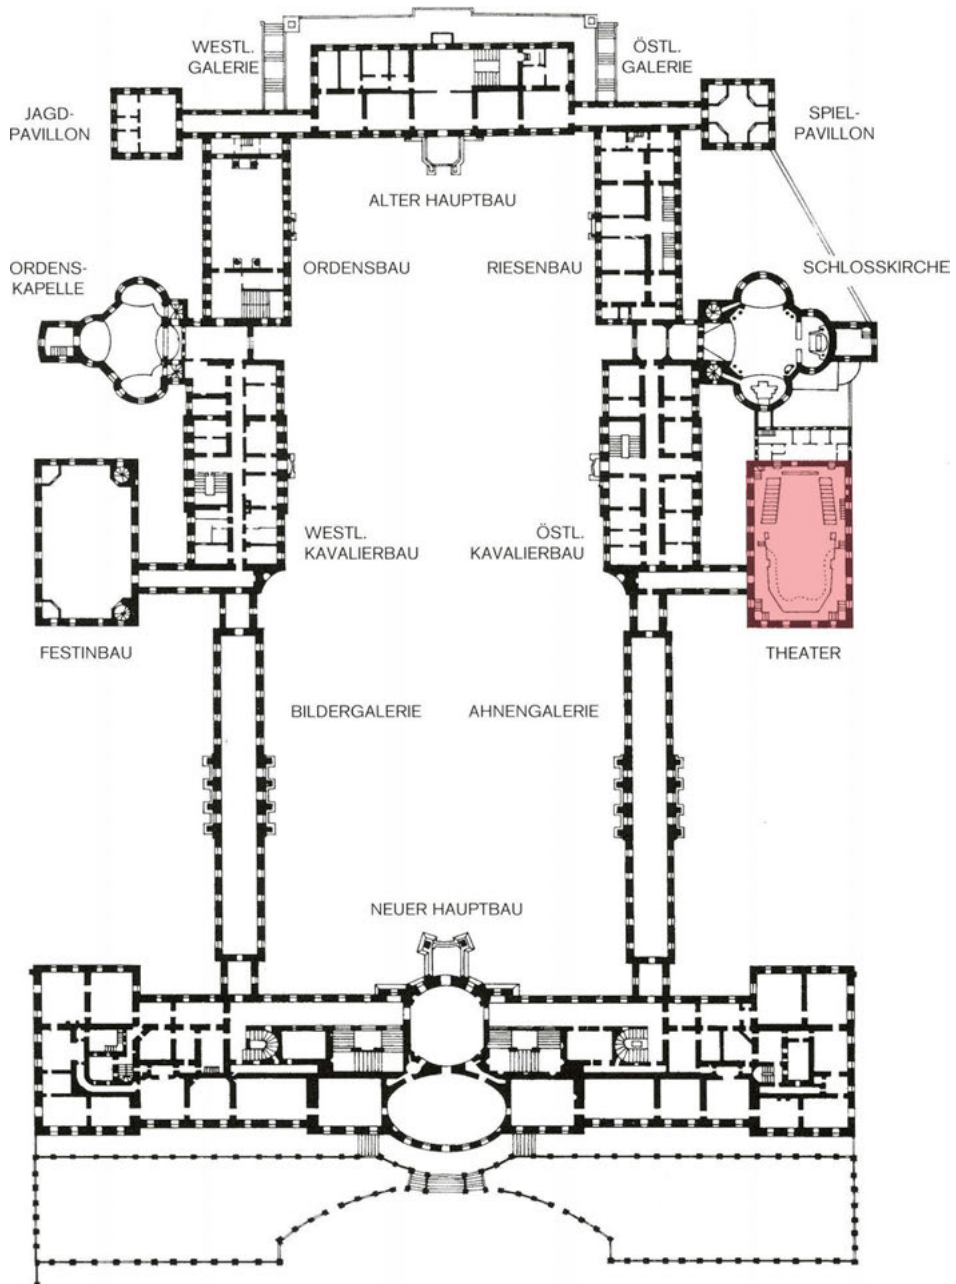 WESTL.
GALERIE
ÖSTL.
GALERIE
JAGD-
PAVILLON
SPIEL-
PAVILLON
ALTER HAUPTBAU
ORDENS-
KAPELLE
ORDENSBAU
RIESENBAU
SCHLOSSKIRCHE
WESTL.
KAVALIERBAU
ÖSTL.
KAVALIERBAU
FESTINBAU
THEATER
BILDERGALERIE
AHNENGALERIE
NEUER HAUPTBAU